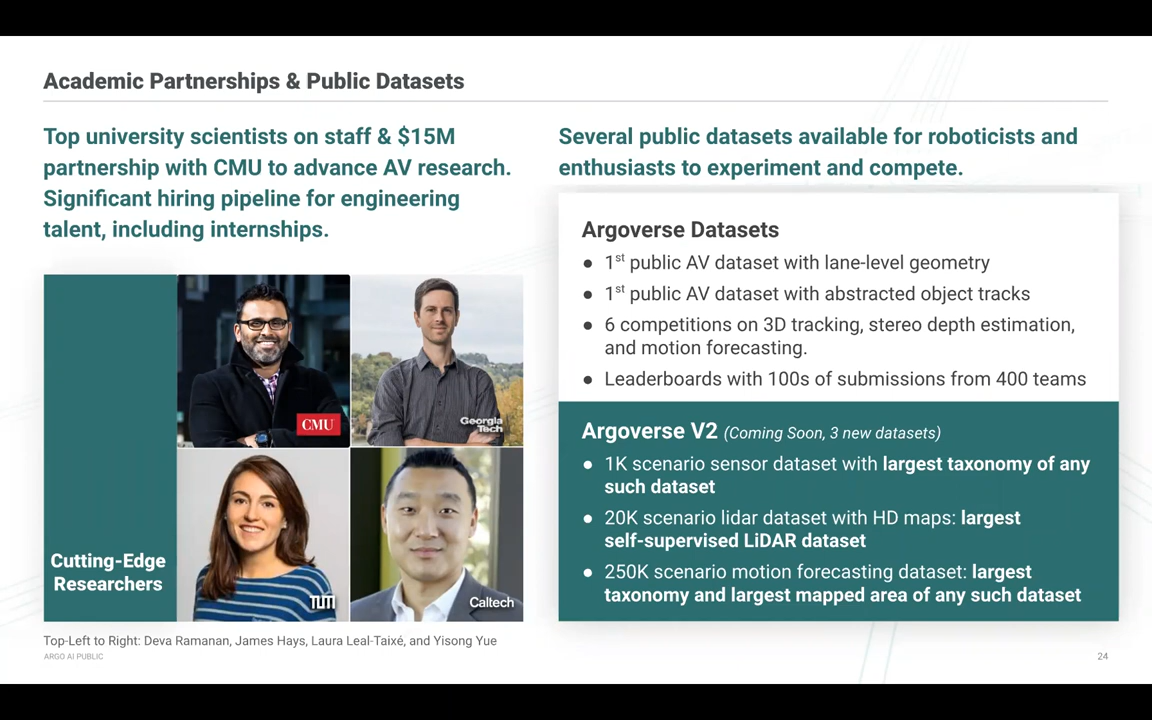 Academic Partnerships & Public Datasets
Top university scientists on staff & $15M
partnership with CMU to advance AV research.
Significant hiring pipeline for engineering
talent, including internships.
CMU
Georgia
Tech
Cutting-Edge
Researchers
TUM
Caltech
Top-Left to Right: Deva Ramanan, James Hays, Laura Leal-Taixé, and Yisong Yue
ARGO AI PUBLIC
Several public datasets available for roboticists and
enthusiasts to experiment and compete.
Argoverse Datasets
● 1st public AV dataset with lane-level geometry
● 1st public AV dataset with abstracted object tracks
● 6 competitions on 3D tracking, stereo depth estimation,
and motion forecasting.
● Leaderboards with 100s of submissions from 400 teams
Argoverse V2 (Coming Soon, 3 new datasets)
● 1K scenario sensor dataset with largest taxonomy of any
such dataset
● 20K scenario lidar dataset with HD maps: largest
self-supervised LiDAR dataset
● 250K scenario motion forecasting dataset: largest
taxonomy and largest mapped area of any such dataset
24